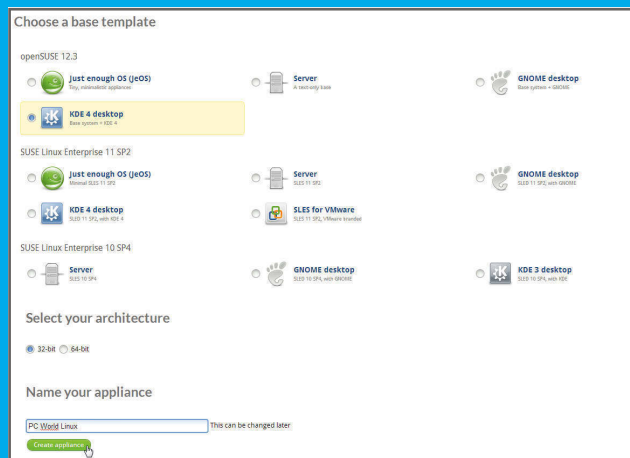 Choose a base template
openSUSE 12.3
Just enough OS (JeOS)
Tiny, minimalistic appliances
Server
A text-only base
GNOME desktop
Base system + GNOME
KDE 4 desktop
Base system + KDE 4
SUSE Linux Enterprise 11 SP2
Just enough OS (JeOS)
Minimal SLES 11 SP2
Server
SLES 11 SP2
GNOME desktop
SLED 11 SP2, with GNOME
KDE 4 desktop
SLED 11 SP2, with KDE 4
SLES for VMware
SLES 11 SP2, VMware branded
SUSE Linux Enterprise 10 SP4
Server
SLES 10 SP4
GNOME desktop
SLED 10 SP4, with GNOME
KDE 3 desktop
SLED 10 SP4, with KDE
Select your architecture
32-bit 64-bit
Name your appliance
PC World Linux This can be changed later
Create appliance